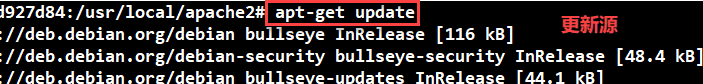 d927d84:/usr/local/apache2# apt-get update
更新源
://deb.debian.org/debian bullseye InRelease [116 kB]
://deb.debian.org/debian-security bullseye-security InRelease [48.4 kB]
://deb.debian.org/debian bullseye-updates InRelease [44.1 kB]